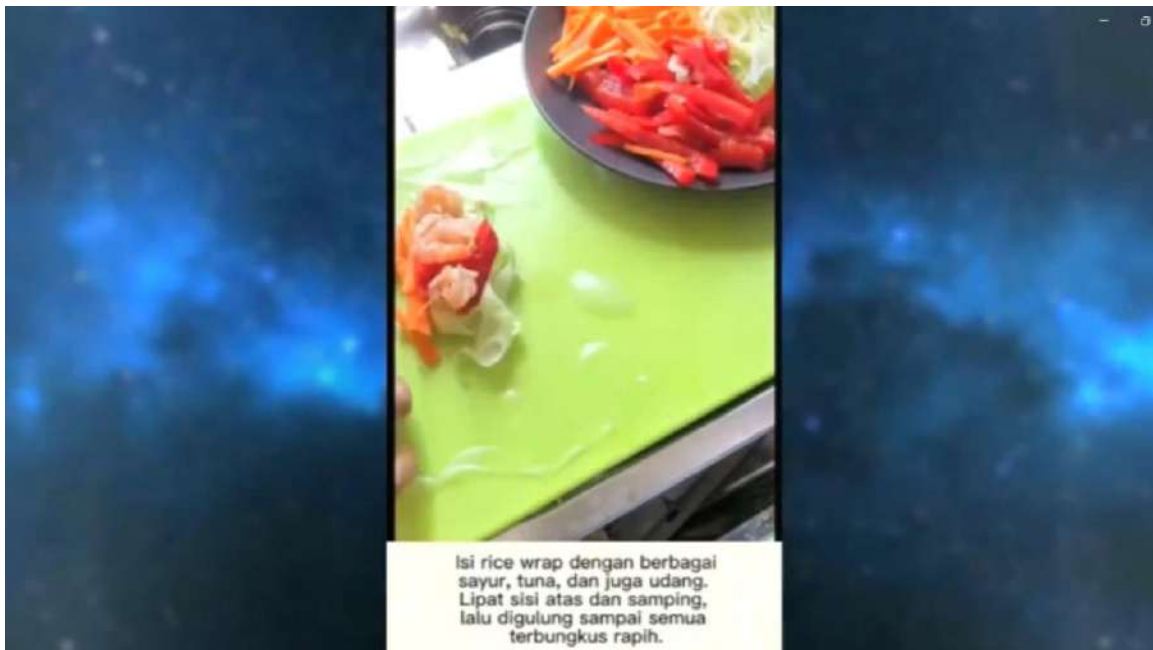 Isi rice wrap dengan berbagai
sayur, tuna, dan juga udang.
Lipat sisi atas dan samping,
lalu digulung sampai semua
terbungkus rapih.